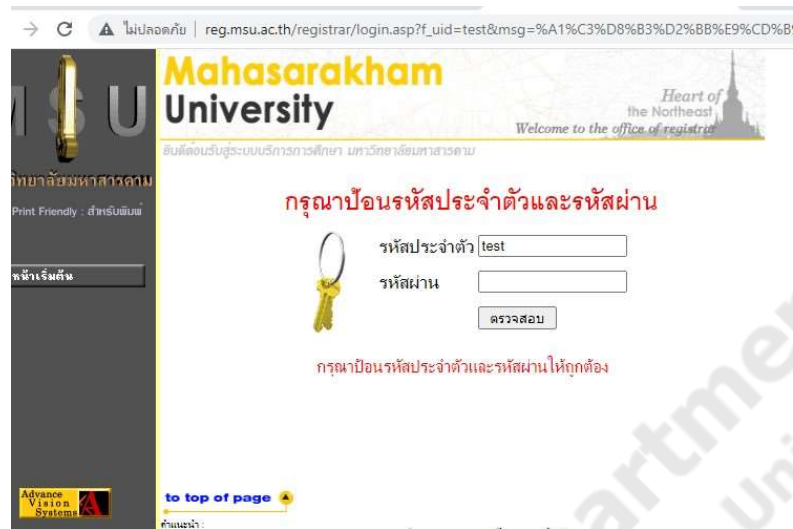 ไม่ปลอดภัย | reg.msu.ac.th/registrar/login.asp?f_uid=test&msg=%A1%C3%D8%B3%D2%BB%E9%CD%B9
Mahasarakham
University
Heart of
the Northeast
Welcome to the office of registrar
ยินดีต้อนรับสู่ระบบบริการการศึกษา มหาวิทยาลัยมหาสารคาม
MSU
วิทยาลัยมหาสารคาม
Print Friendly : สำหรับพิมพ์
หน้าเริ่มต้น
กรุณาป้อนรหัสประจำตัวและรหัสผ่าน
รหัสประจำตัว test
รหัสผ่าน
ตรวจสอบ
กรุณาป้อนรหัสประจำตัวและรหัสผ่านให้ถูกต้อง
Advance
Vision
Systems
to top of page
คำแนะนำ :